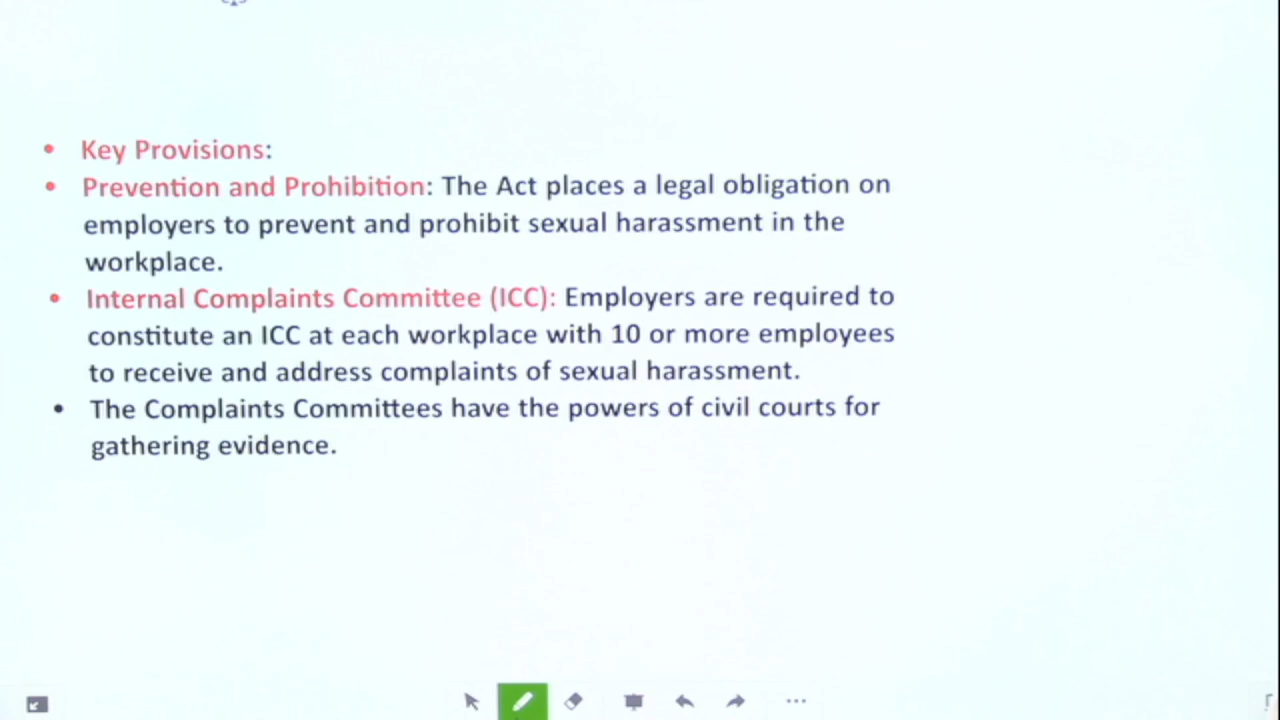 • Key Provisions:
• Prevention and Prohibition: The Act places a legal obligation on
employers to prevent and prohibit sexual harassment in the
workplace.
• Internal Complaints Committee (ICC): Employers are required to
constitute an ICC at each workplace with 10 or more employees
to receive and address complaints of sexual harassment.
• The Complaints Committees have the powers of civil courts for
gathering evidence.